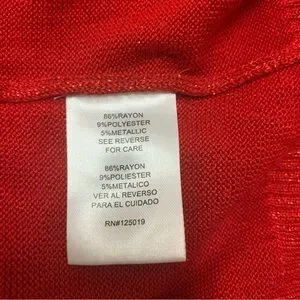 86%RAYON
9%POLYESTER
5%METALLIC
SEE REVERSE
FOR CARE
86%RAYON
9%POLIESTER
5%METALICO
VER AL REVERSO
PARA EL CUIDADO
RN#125019